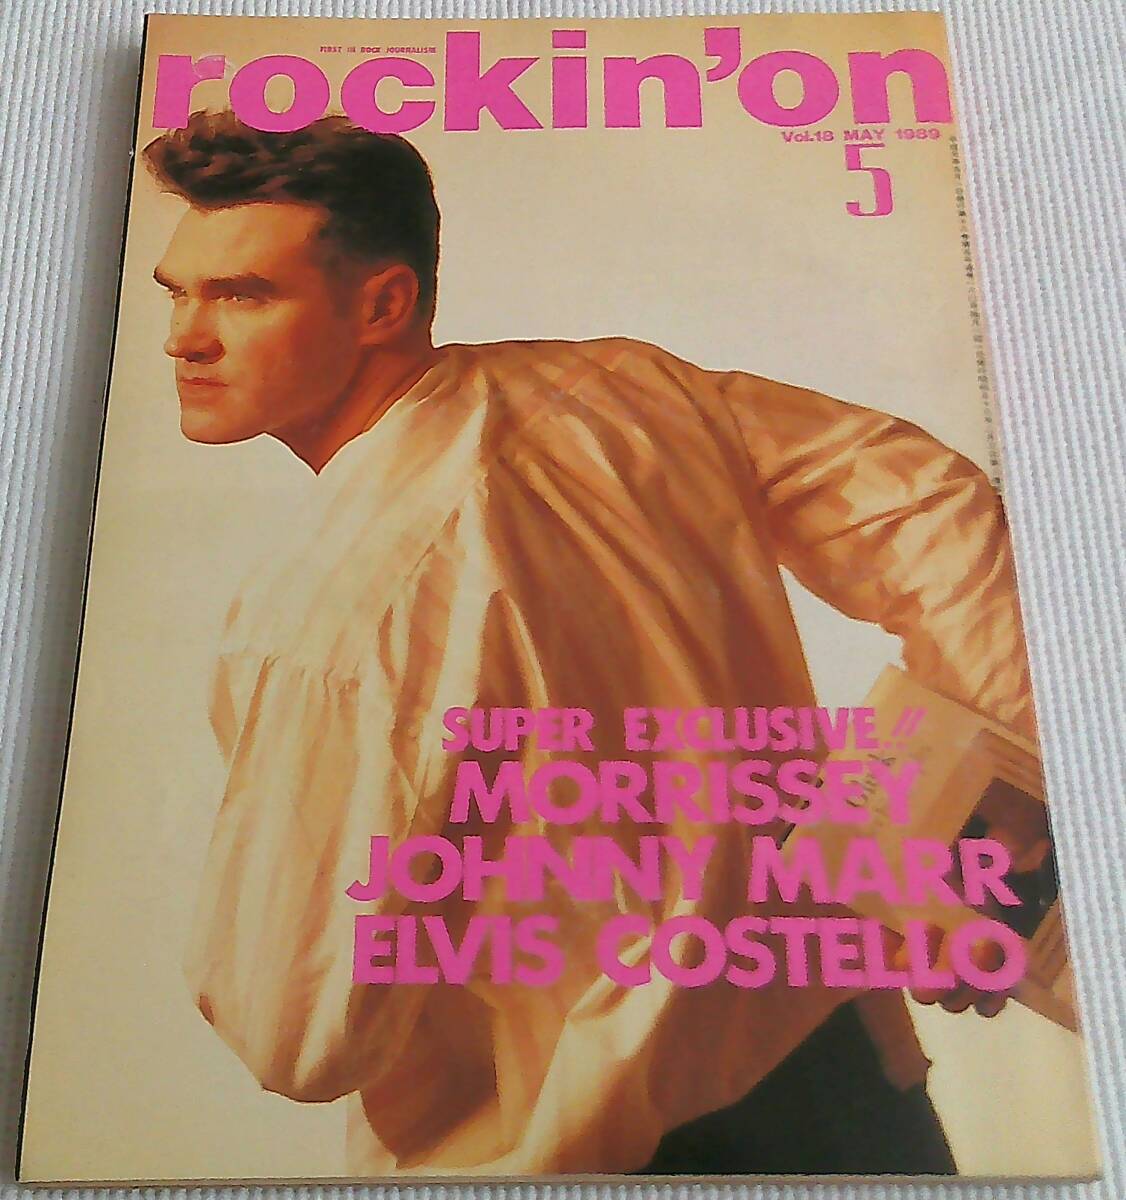 FIRST IN ROCK JOURNALISM
rockin'on
Vol.18 MAY 1989
5
SUPER EXCLUSIVE!!
MORRISSEY
JOHNNY MARR
ELVIS COSTELLO